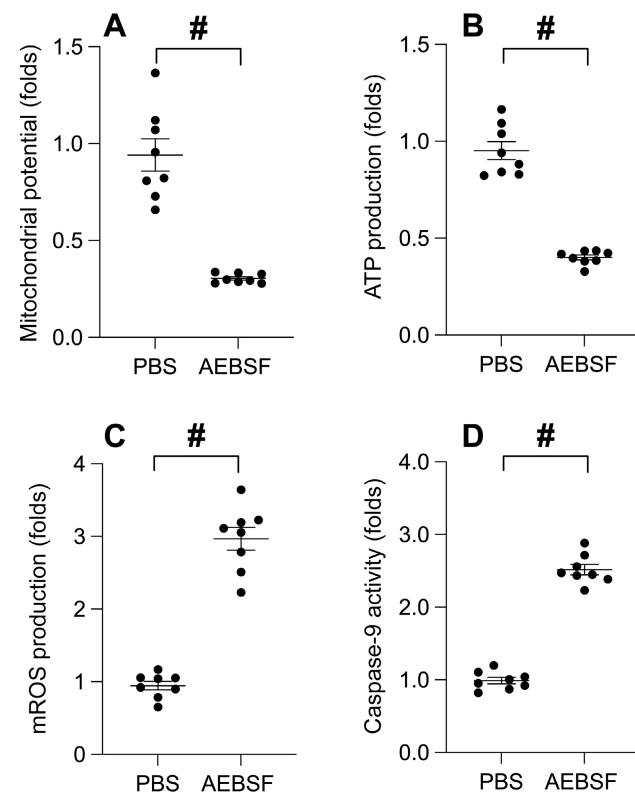 A
#
Mitochondrial potential (folds)
1.5
1.0
0.5
0.0
PBS
AEBSF
B
#
ATP production (folds)
1.5
1.0
0.5
0.0
PBS
AEBSF
C
#
mROS production (folds)
4
3
2
1
0
PBS
AEBSF
D
#
Caspase-9 activity (folds)
4.0
3.0
2.0
1.0
0.0
PBS
AEBSF